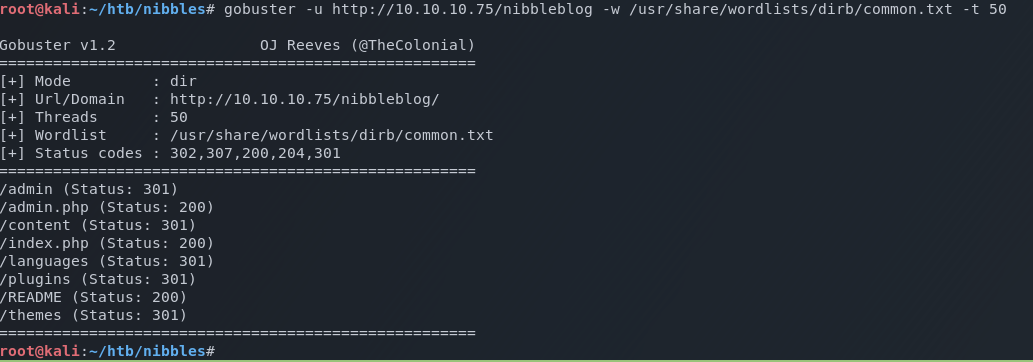 root@kali:~/htb/nibbles# gobuster -u http://10.10.10.75/nibbleblog -w /usr/share/wordlists/dirb/common.txt -t 50
Gobuster v1.2                OJ Reeves (@TheColonial)
=====================================================
[+] Mode         : dir
[+] Url/Domain   : http://10.10.10.75/nibbleblog/
[+] Threads      : 50
[+] Wordlist     : /usr/share/wordlists/dirb/common.txt
[+] Status codes : 302,307,200,204,301
=====================================================
/admin (Status: 301)
/admin.php (Status: 200)
/content (Status: 301)
/index.php (Status: 200)
/languages (Status: 301)
/plugins (Status: 301)
/README (Status: 200)
/themes (Status: 301)
=====================================================
root@kali:~/htb/nibbles#